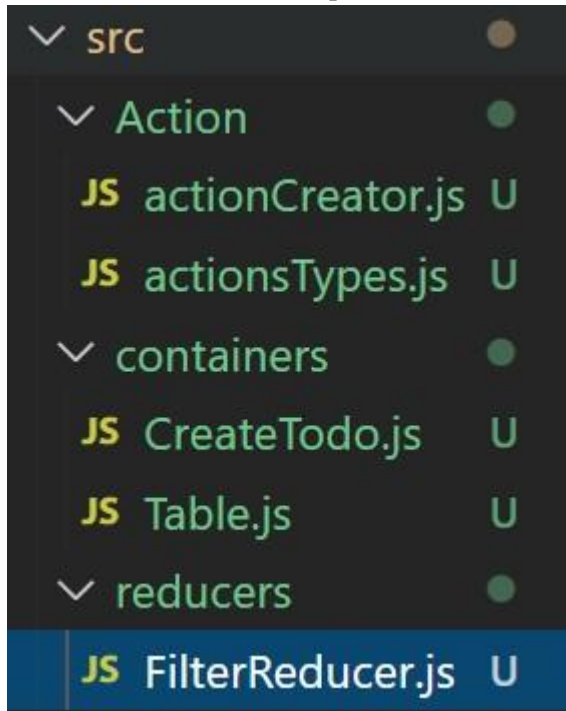 src
Action
JS actionCreator.js U
JS actionsTypes.js U
containers
JS CreateTodo.js U
JS Table.js U
reducers
JS FilterReducer.js U